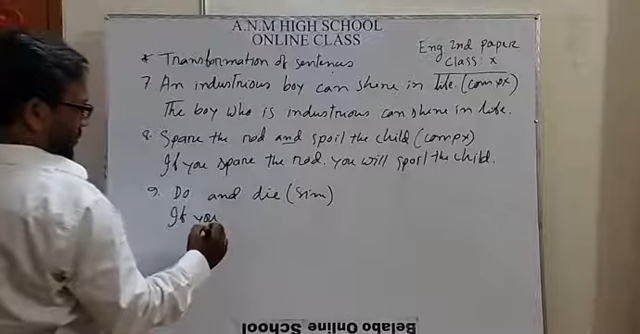 A.N.M HIGH SCHOOL
ONLINE CLASS
Eng 2nd paper
Class: x
* Transformation of sentences
7. An industrious boy can shine in life. (compx)
The boy who is industrious can shine in life.
8. Spare the rod and spoil the child (compx)
If you spare the rod, you will spoil the child.
9. Do and die (Sim)
If you
Belabo Online School